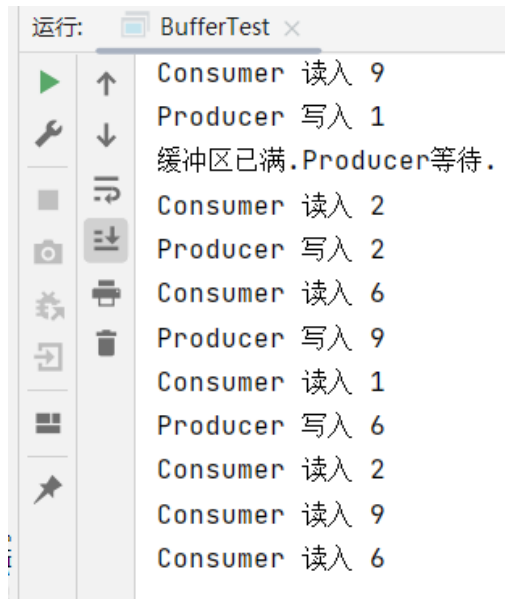 运行: BufferTest
Consumer 读入 9
Producer 写入 1
缓冲区已满.Producer等待.
Consumer 读入 2
Producer 写入 2
Consumer 读入 6
Producer 写入 9
Consumer 读入 1
Producer 写入 6
Consumer 读入 2
Consumer 读入 9
Consumer 读入 6